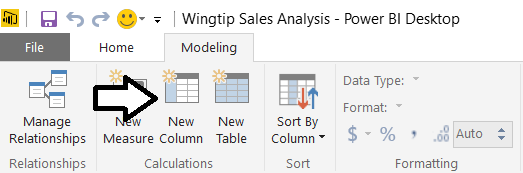 Wingtip Sales Analysis - Power BI Desktop
File Home Modeling
Manage Relationships
New Measure
New Column
New Table
Sort By Column
Data Type:
Format:
$ % , .00 Auto
Relationships Calculations Sort Formatting